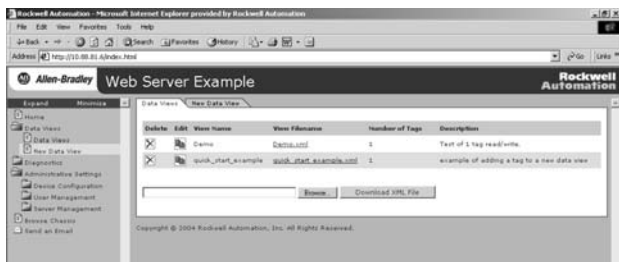 Rockwell Automation - Microsoft Internet Explorer provided by Rockwell Automation
File Edit View Favorites Tools Help
Back Search Favorites History
Address http://10.88.81.6/index.html Go Links
Allen-Bradley Web Server Example Rockwell Automation
Expand Minimize
Data Views New Data View
Home
Data Views
Data Views
New Data View
Diagnostics
Administrative Settings
Device Configuration
User Management
Server Management
Browse Chassis
Send an Email
Delete Edit View Name View Filename Number of Tags Description
Demo Demo.xml 1 Test of 1 tag read/write.
quick_start_example quick_start_example.xml 1 example of adding a tag to a new data view
Browse... Download XML File
Copyright © 2004 Rockwell Automation, Inc. All Rights Reserved.